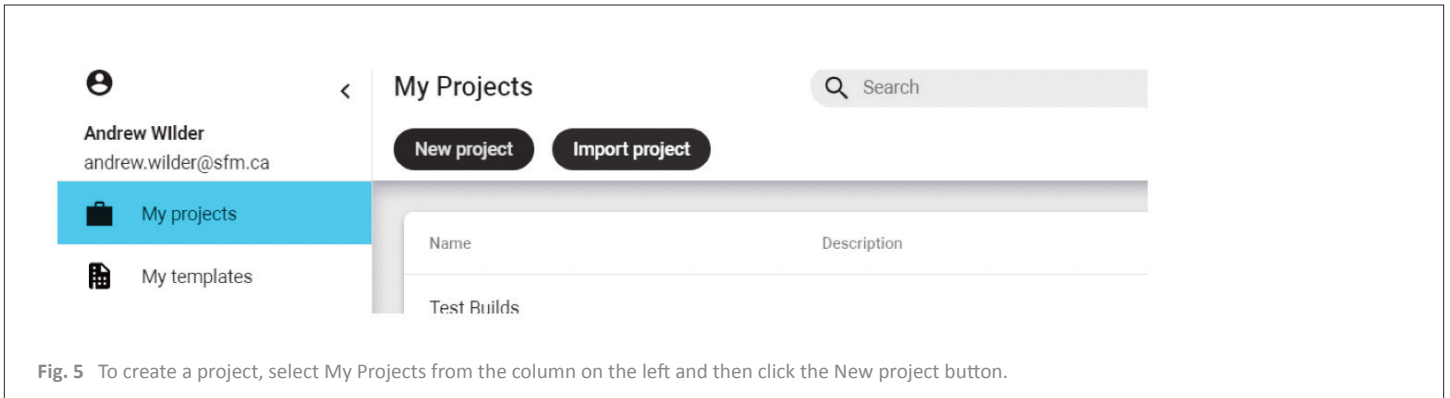 My Projects
Search
Andrew WIlder
andrew.wilder@sfm.ca
New project
Import project
My projects
Name
Description
My templates
Test Builds
Fig. 5 To create a project, select My Projects from the column on the left and then click the New project button.